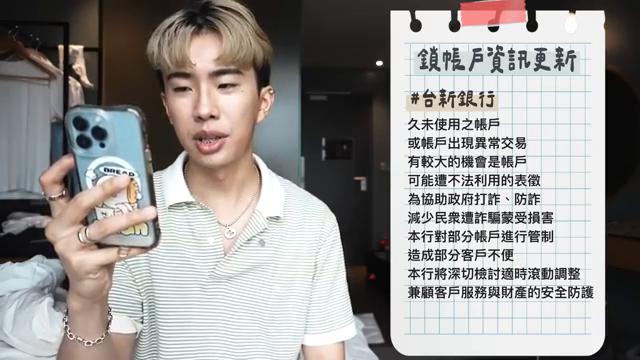 鎖帳戶資訊更新
#台新銀行
久未使用之帳戶
或帳戶出現異常交易
有較大的機會是帳戶
可能遭不法利用的表徵
為協助政府打詐、防詐
減少民眾遭詐騙蒙受損害
本行對部分帳戶進行管制
造成部分客戶不便
本行將深切檢討適時滾動調整
兼顧客戶服務與財產的安全防護
BREAD